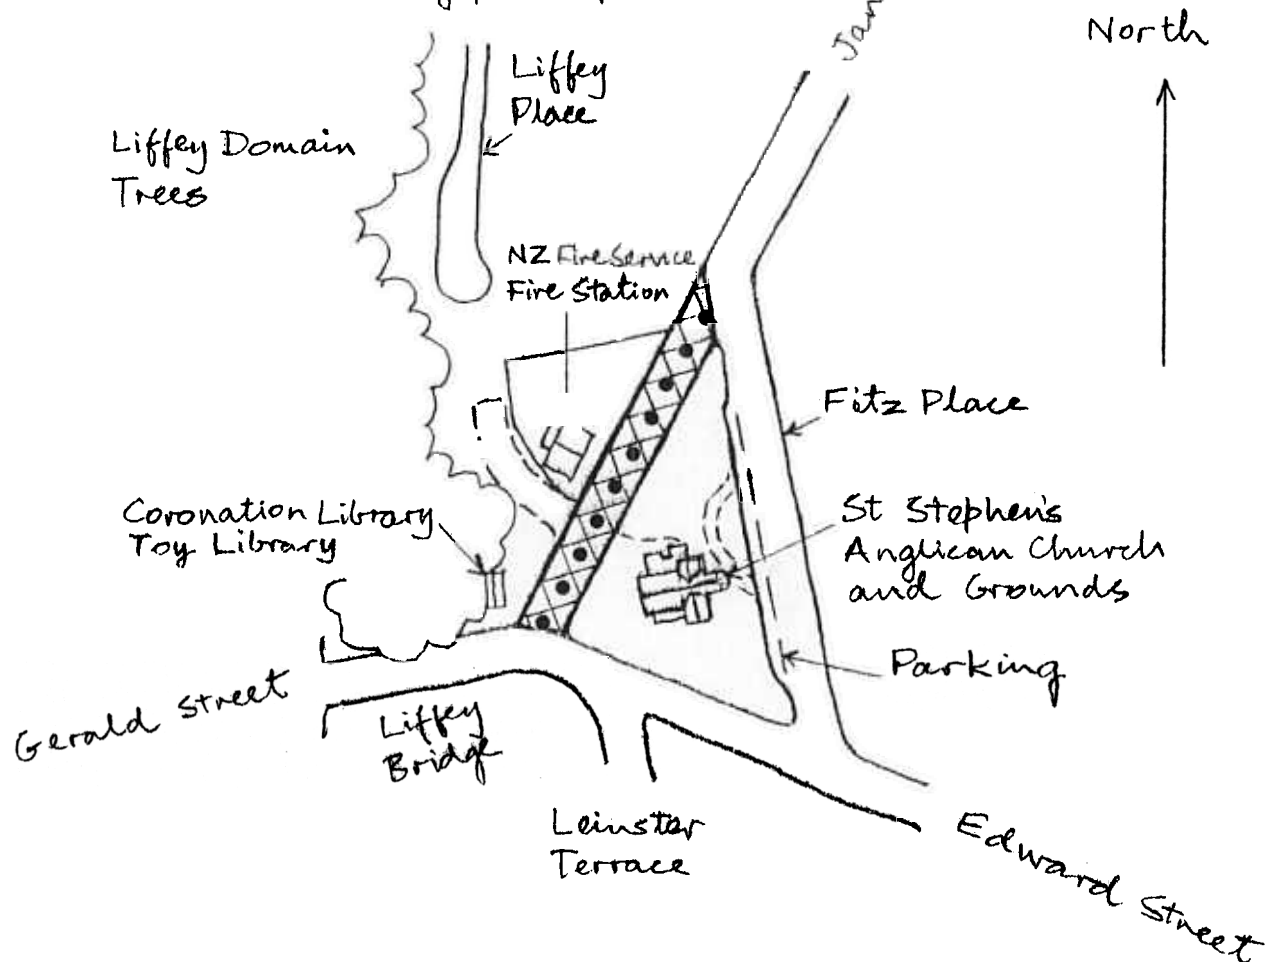 North
Liffey
Place
Liffey Domain
Trees
NZ Fire Service
Fire Station
Fitz Place
Coronation Library
Toy Library
St Stephen's
Anglican Church
and Grounds
Parking
Gerald Street
Liffey
Bridge
Leinster
Terrace
Edward Street